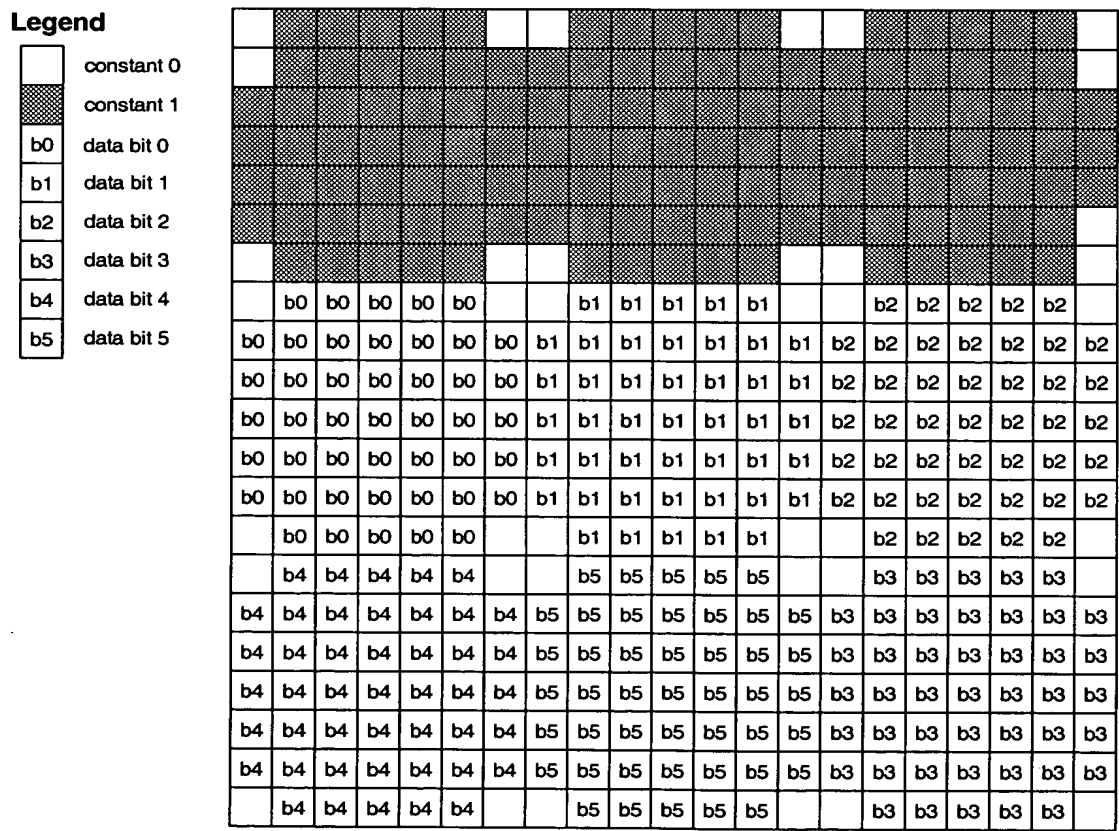 Legend
constant 0
constant 1
b0 data bit 0
b1 data bit 1
b2 data bit 2
b3 data bit 3
b4 data bit 4
b5 data bit 5
b0 b0 b0 b0 b0 b1 b1 b1 b1 b1 b2 b2 b2 b2 b2
b0 b0 b0 b0 b0 b0 b0 b1 b1 b1 b1 b1 b1 b1 b2 b2 b2 b2 b2 b2 b2
b0 b0 b0 b0 b0 b0 b0 b1 b1 b1 b1 b1 b1 b1 b2 b2 b2 b2 b2 b2 b2
b0 b0 b0 b0 b0 b0 b0 b1 b1 b1 b1 b1 b1 b1 b2 b2 b2 b2 b2 b2 b2
b0 b0 b0 b0 b0 b0 b0 b1 b1 b1 b1 b1 b1 b1 b2 b2 b2 b2 b2 b2 b2
b0 b0 b0 b0 b0 b0 b0 b1 b1 b1 b1 b1 b1 b1 b2 b2 b2 b2 b2 b2 b2
b0 b0 b0 b0 b0 b1 b1 b1 b1 b1 b2 b2 b2 b2 b2
b4 b4 b4 b4 b4 b5 b5 b5 b5 b5 b3 b3 b3 b3 b3
b4 b4 b4 b4 b4 b4 b4 b5 b5 b5 b5 b5 b5 b5 b3 b3 b3 b3 b3 b3 b3
b4 b4 b4 b4 b4 b4 b4 b5 b5 b5 b5 b5 b5 b5 b3 b3 b3 b3 b3 b3 b3
b4 b4 b4 b4 b4 b4 b4 b5 b5 b5 b5 b5 b5 b5 b3 b3 b3 b3 b3 b3 b3
b4 b4 b4 b4 b4 b4 b4 b5 b5 b5 b5 b5 b5 b5 b3 b3 b3 b3 b3 b3 b3
b4 b4 b4 b4 b4 b4 b4 b5 b5 b5 b5 b5 b5 b5 b3 b3 b3 b3 b3 b3 b3
b4 b4 b4 b4 b4 b5 b5 b5 b5 b5 b3 b3 b3 b3 b3